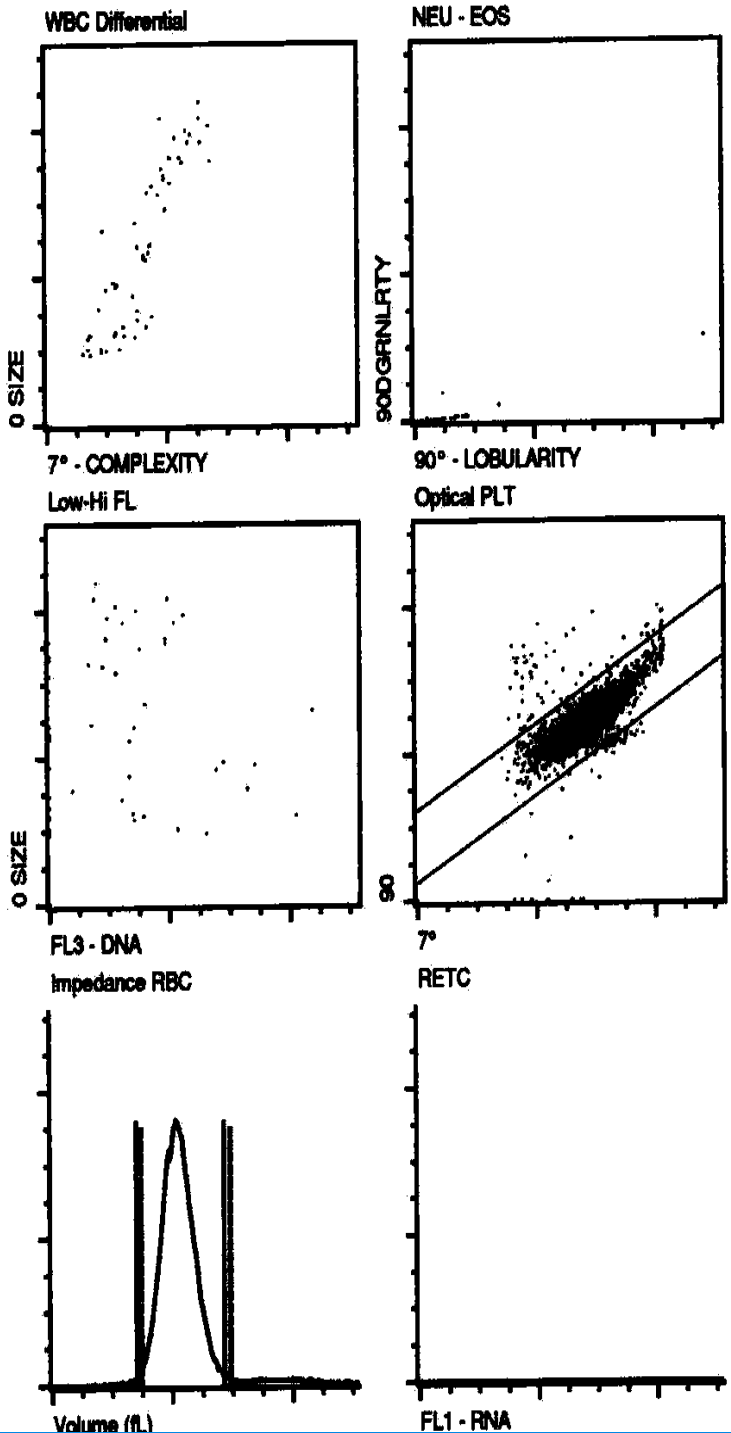 WBC Differential
NEU - EOS
0 SIZE
90DGRNLRTY
7° - COMPLEXITY
90° - LOBULARITY
Low-Hi FL
Optical PLT
0 SIZE
90
FL3 - DNA
7°
Impedance RBC
RETC
Volume (fL)
FL1 - RNA